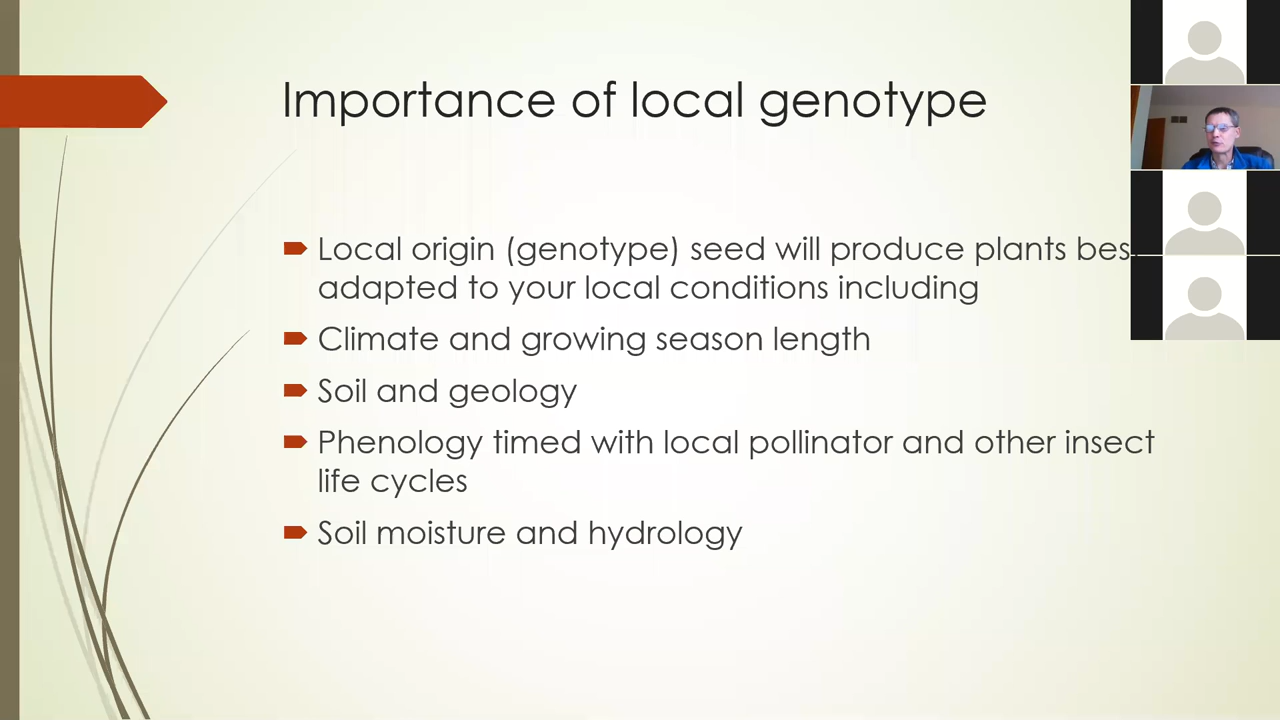 Importance of local genotype
Local origin (genotype) seed will produce plants
adapted to your local conditions including
Climate and growing season length
Soil and geology
Phenology timed with local pollinator and other insect
life cycles
Soil moisture and hydrology